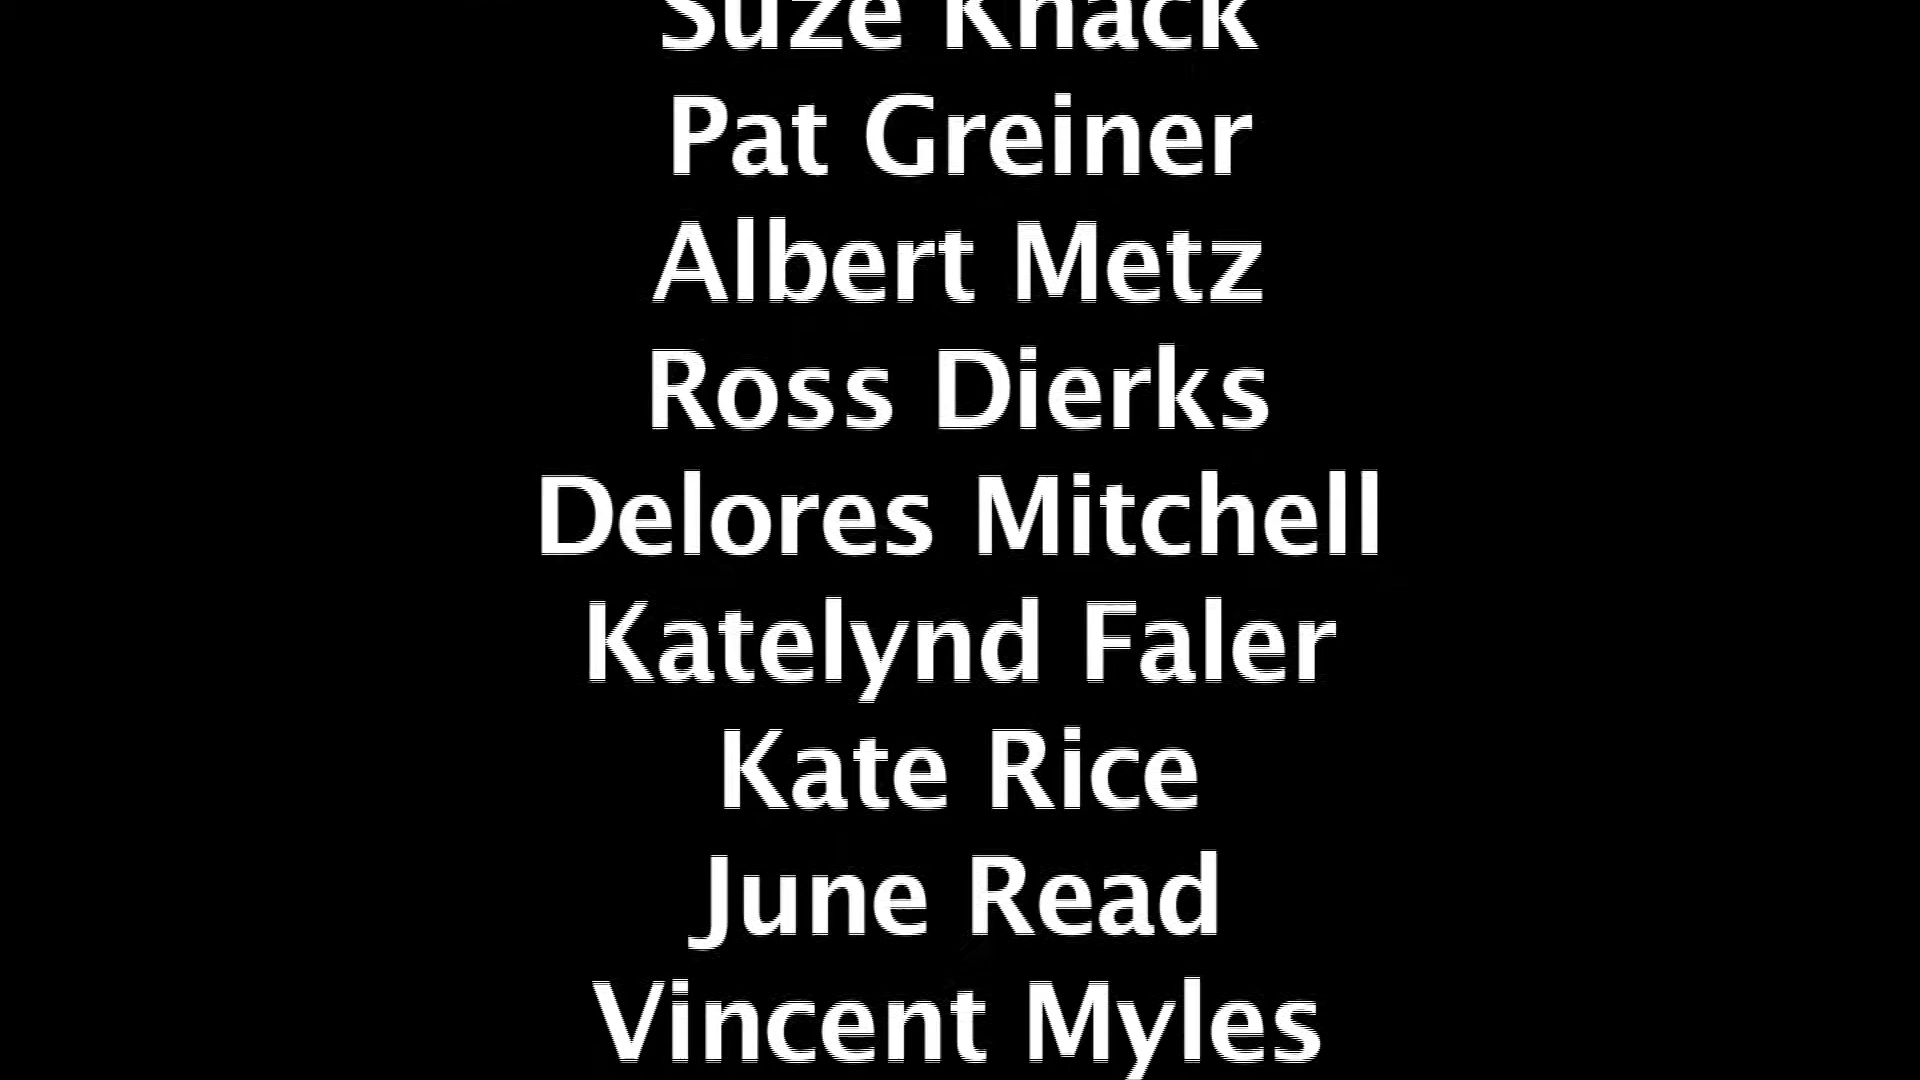 Suze Knack
Pat Greiner
Albert Metz
Ross Dierks
Delores Mitchell
Katelynd Faler
Kate Rice
June Read
Vincent Myles